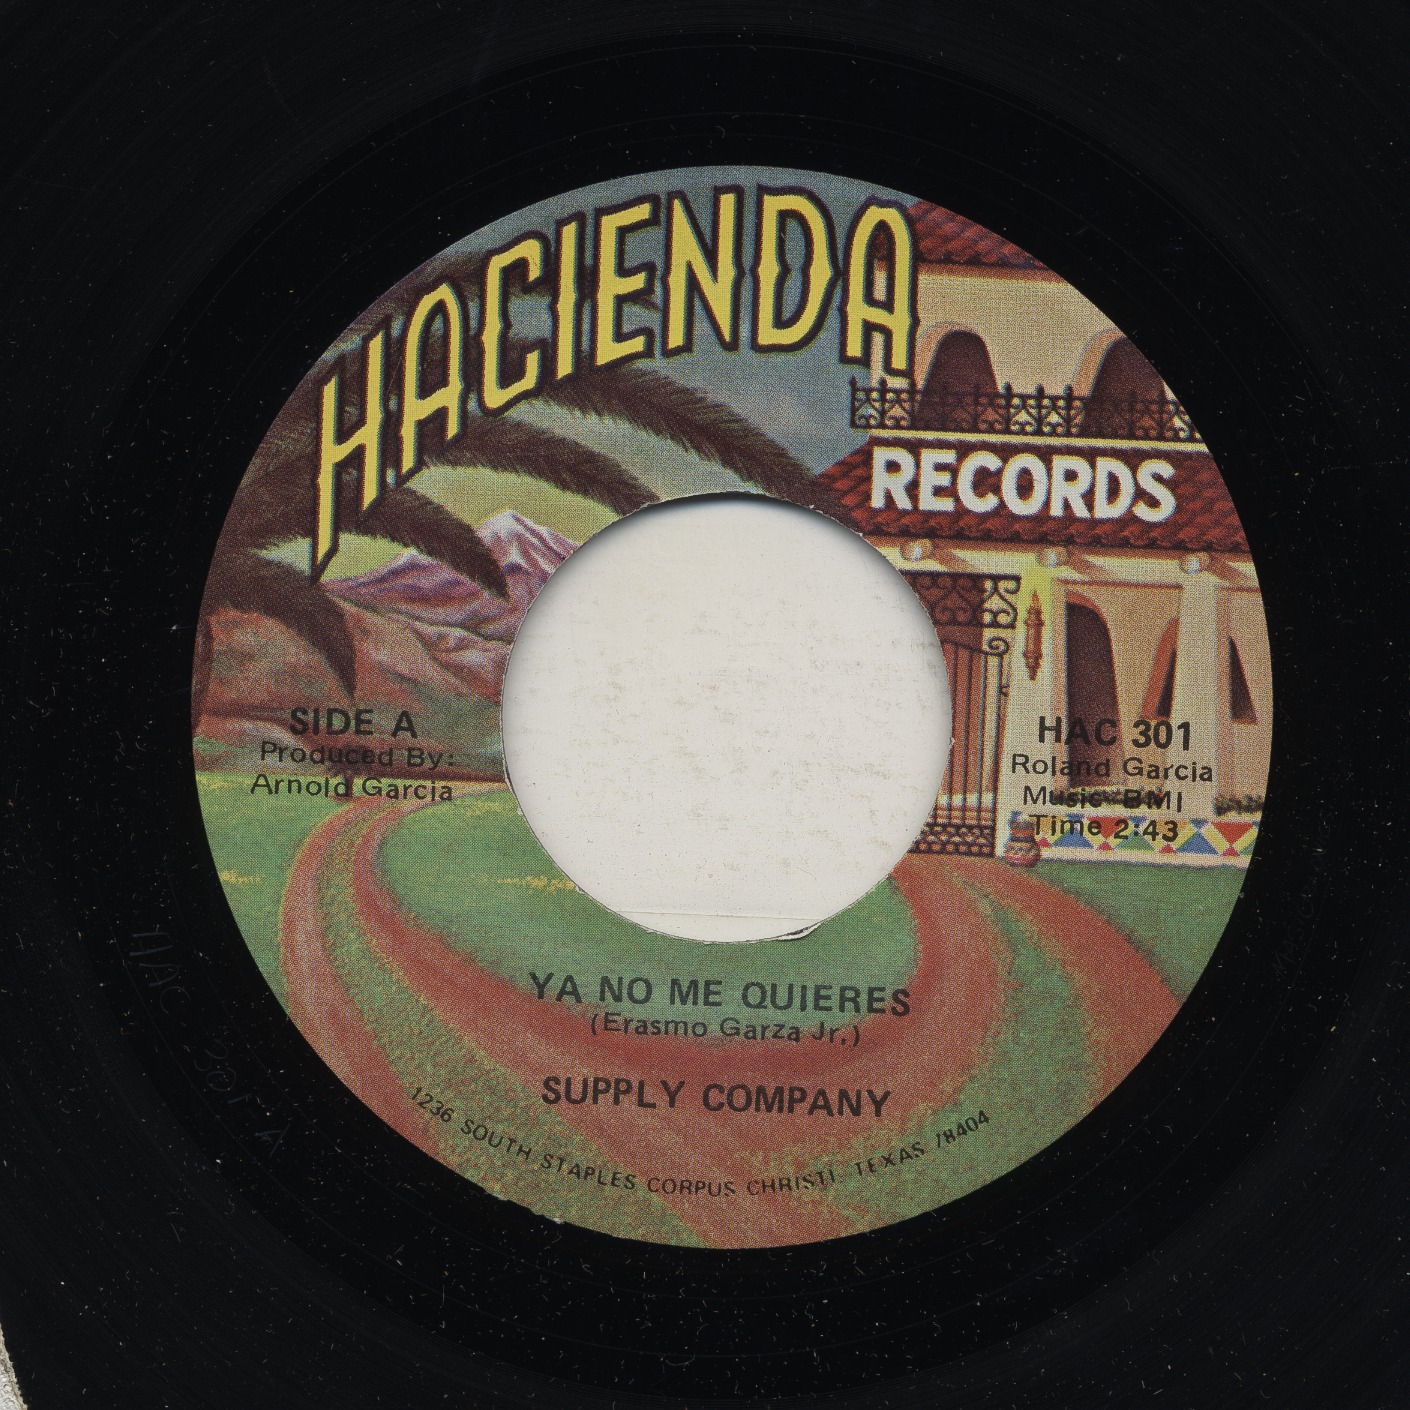 HACIENDA
RECORDS
SIDE A
Produced By:
Arnold Garcia
HAC 301
Roland Garcia
Music BMI
Time 2:43
YA NO ME QUIERES
(Erasmo Garza Jr.)
SUPPLY COMPANY
1236 SOUTH STAPLES CORPUS CHRISTI, TEXAS 78404